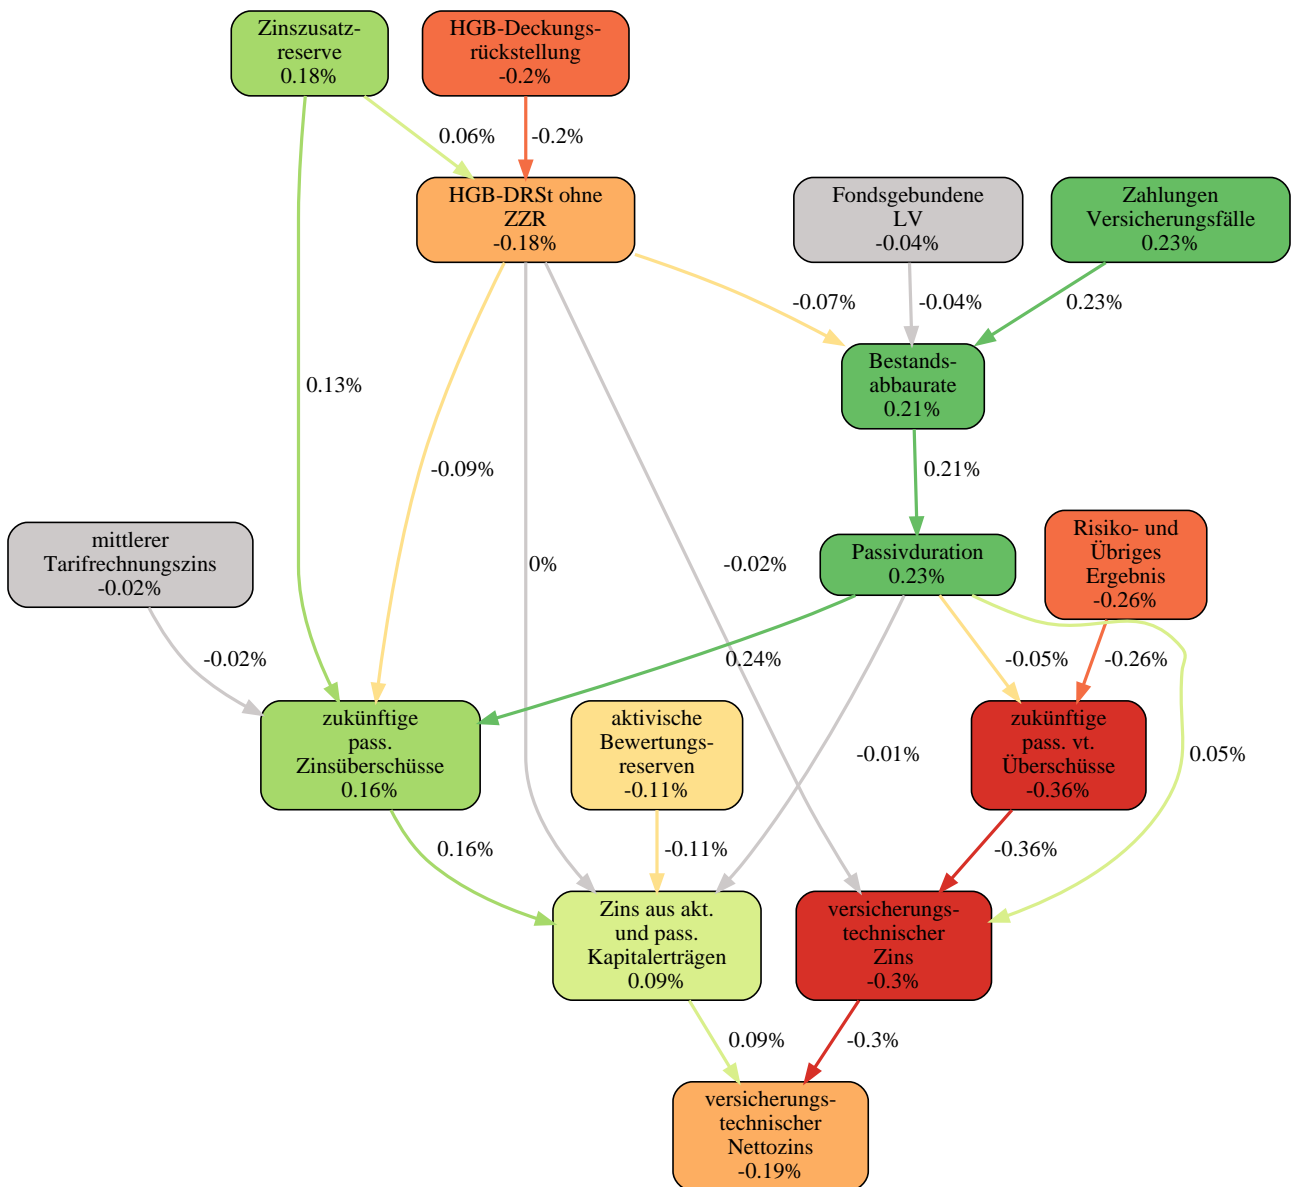 Zinszusatz-
reserve
0.18%
HGB-Deckungs-
rückstellung
-0.2%
0.06%
-0.2%
HGB-DRSt ohne
ZZR
-0.18%
Fondsgebundene
LV
-0.04%
Zahlungen
Versicherungsfälle
0.23%
-0.07%
-0.04%
0.23%
Bestands-
abbaurate
0.21%
0.13%
-0.09%
0.21%
mittlerer
Tarifrechnungszins
-0.02%
0%
-0.02%
Passivduration
0.23%
Risiko- und
Übriges
Ergebnis
-0.26%
-0.02%
0.24%
-0.05%
-0.26%
zukünftige
pass.
Zinsüberschüsse
0.16%
aktivische
Bewertungs-
reserven
-0.11%
-0.01%
zukünftige
pass. vt.
Überschüsse
-0.36%
0.05%
0.16%
-0.11%
-0.36%
Zins aus akt.
und pass.
Kapitalerträgen
0.09%
versicherungs-
technischer
Zins
-0.3%
0.09%
-0.3%
versicherungs-
technischer
Nettozins
-0.19%